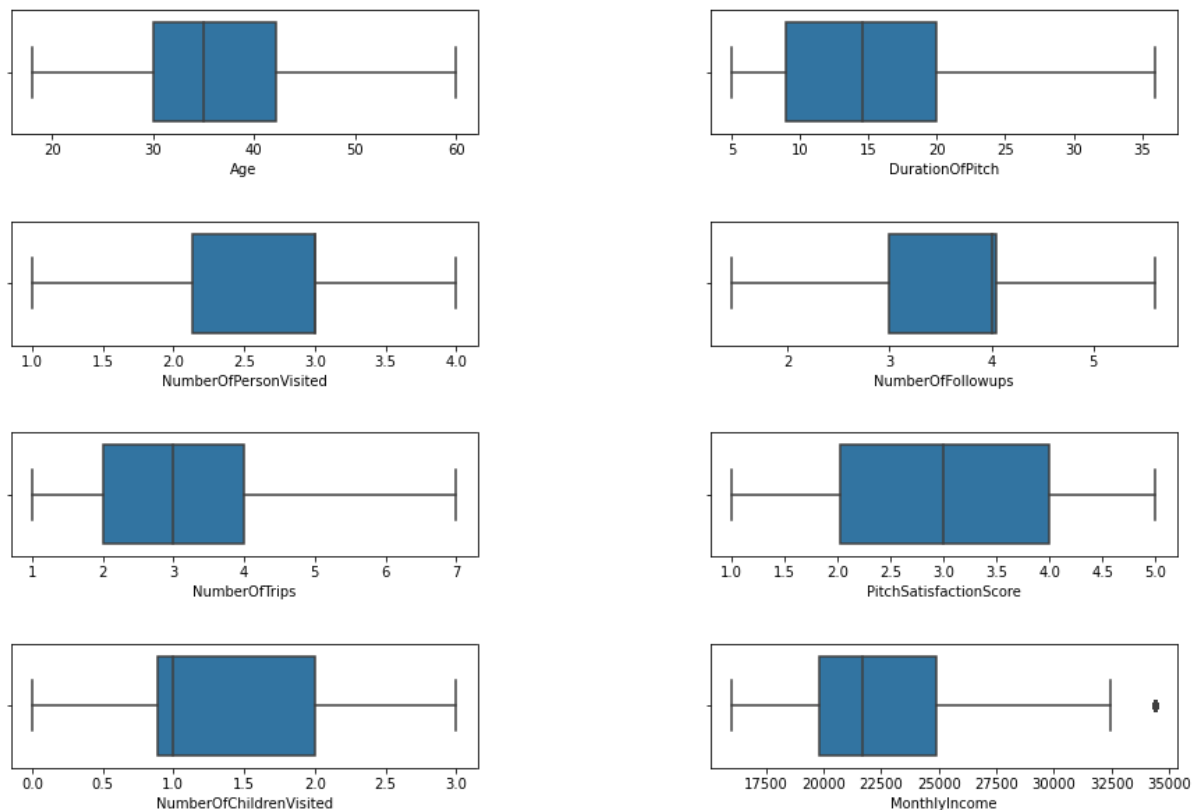 20 30 40 50 60
Age
5 10 15 20 25 30 35
DurationOfPitch
1.0 1.5 2.0 2.5 3.0 3.5 4.0
NumberOfPersonVisited
2 3 4 5
NumberOfFollowups
1 2 3 4 5 6 7
NumberOfTrips
1.0 1.5 2.0 2.5 3.0 3.5 4.0 4.5 5.0
PitchSatisfactionScore
0.0 0.5 1.0 1.5 2.0 2.5 3.0
NumberOfChildrenVisited
17500 20000 22500 25000 27500 30000 32500 35000
MonthlyIncome